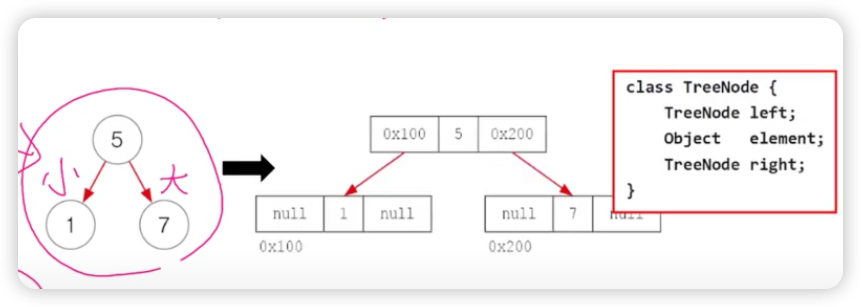 5
小 大
1 7
0x100 5 0x200
null 1 null
0x100
null 7 null
0x200
class TreeNode {
TreeNode left;
Object element;
TreeNode right;
}